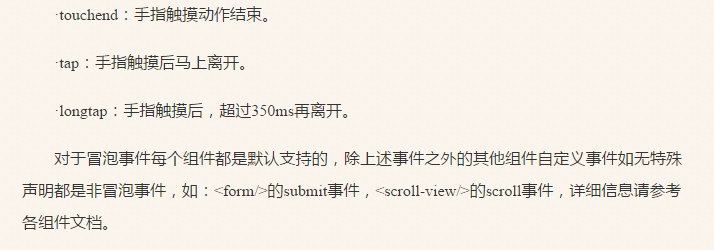 ·touchend：手指触摸动作结束。
·tap：手指触摸后马上离开。
·longtap：手指触摸后，超过350ms再离开。
对于冒泡事件每个组件都是默认支持的，除上述事件之外的其他组件自定义事件如无特殊
声明都是非冒泡事件，如：<form/>的submit事件，<scroll-view/>的scroll事件，详细信息请参考
各组件文档。